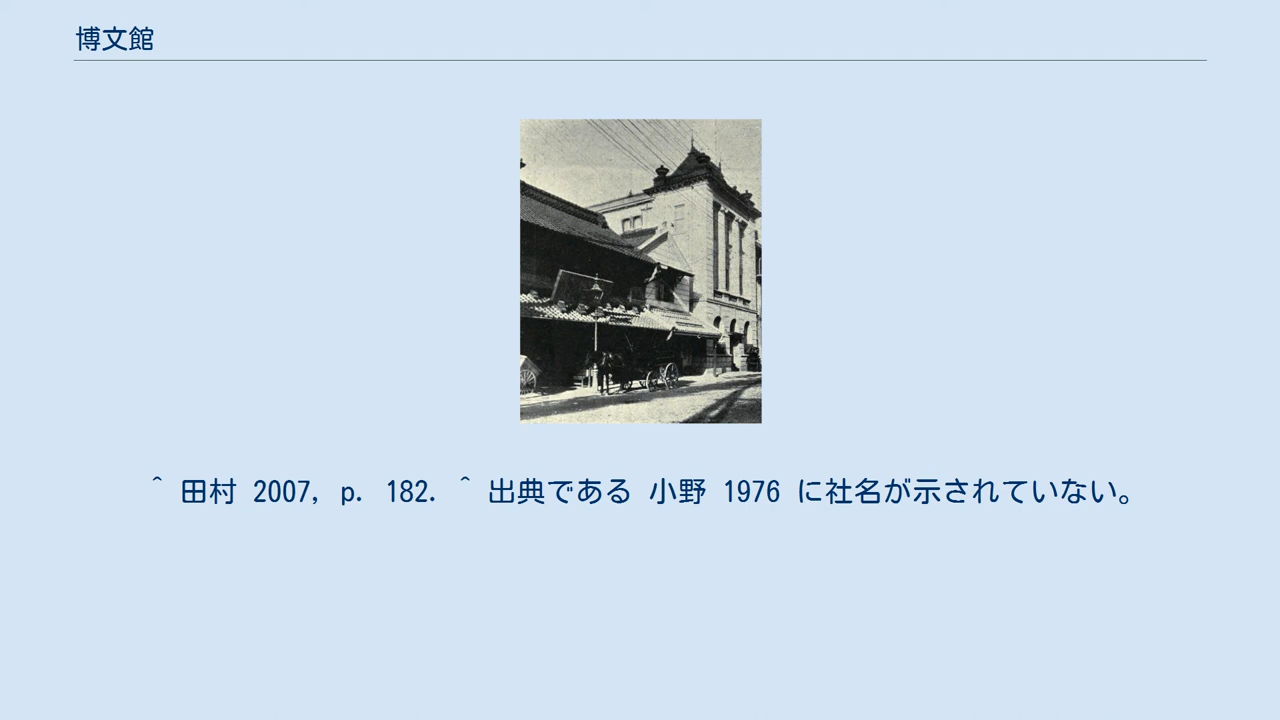 博文館
^ 田村 2007, p. 182. ^ 出典である 小野 1976 に社名が示されていない。